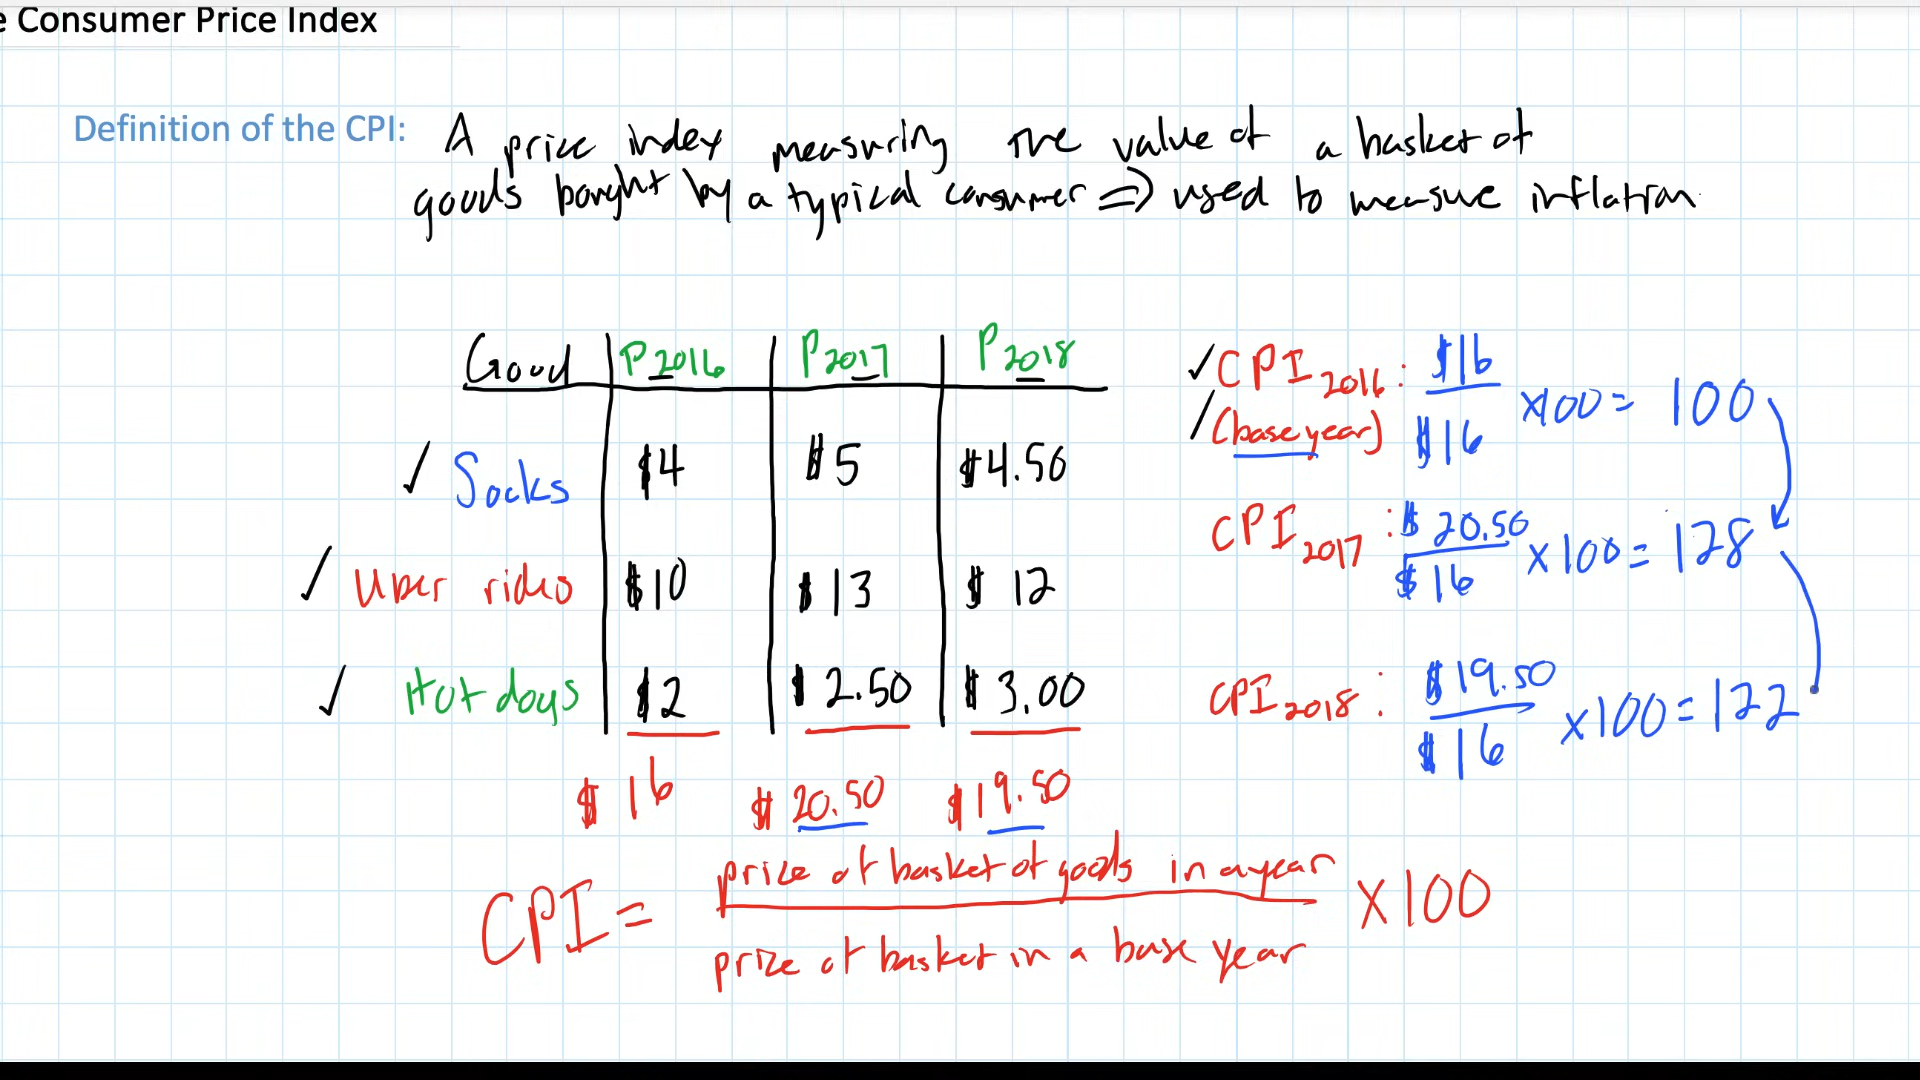 e Consumer Price Index
Definition of the CPI: A price index measuring the value of a basket of
goods bought by a typical consumer => used to measure inflation.
Good P2016 P2017 P2018
✓ Socks $4 $5 $4.50
✓ Uber rides $10 $13 $12
✓ Hot dogs $2 $2.50 $3.00
$16 $20.50 $19.50
✓ CPI2016: $16
/ (base year) $16 x100 = 100
CPI2017: $20.50
$16 x100 = 128
CPI2018: $19.50
$16 x100 = 122
CPI = price of basket of goods in a year x100
price of basket in a base year